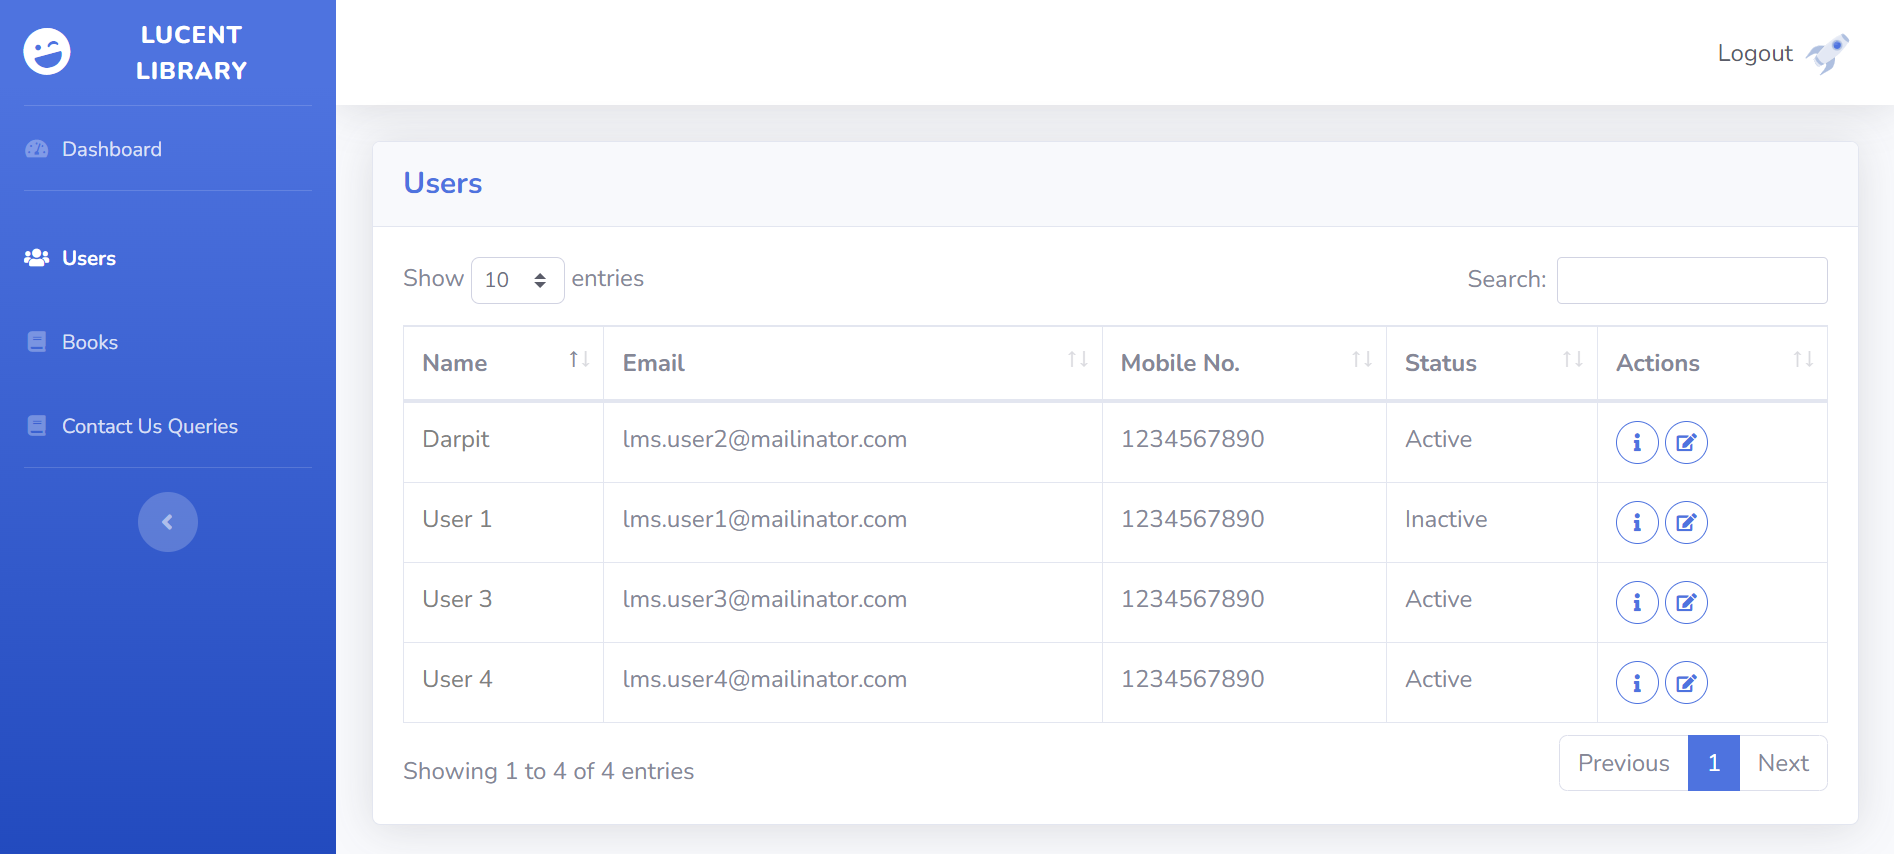 LUCENT
LIBRARY
Logout
Dashboard
Users
Books
Contact Us Queries
Users
Show 10 entries
Search:
Name Email Mobile No. Status Actions
Darpit lms.user2@mailinator.com 1234567890 Active
User 1 lms.user1@mailinator.com 1234567890 Inactive
User 3 lms.user3@mailinator.com 1234567890 Active
User 4 lms.user4@mailinator.com 1234567890 Active
Showing 1 to 4 of 4 entries
Previous 1 Next